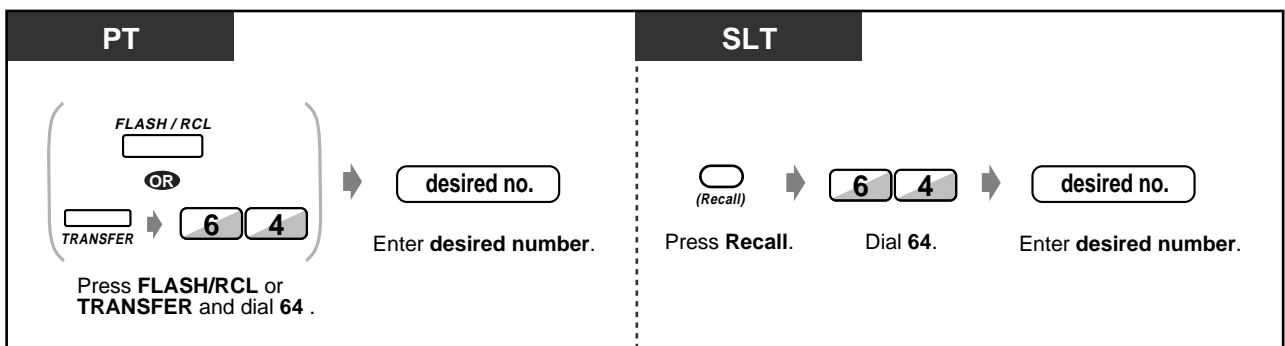 PT
FLASH / RCL
OR
TRANSFER
6 4
Press FLASH/RCL or
TRANSFER and dial 64 .
desired no.
Enter desired number.
SLT
(Recall)
Press Recall.
6 4
Dial 64.
desired no.
Enter desired number.